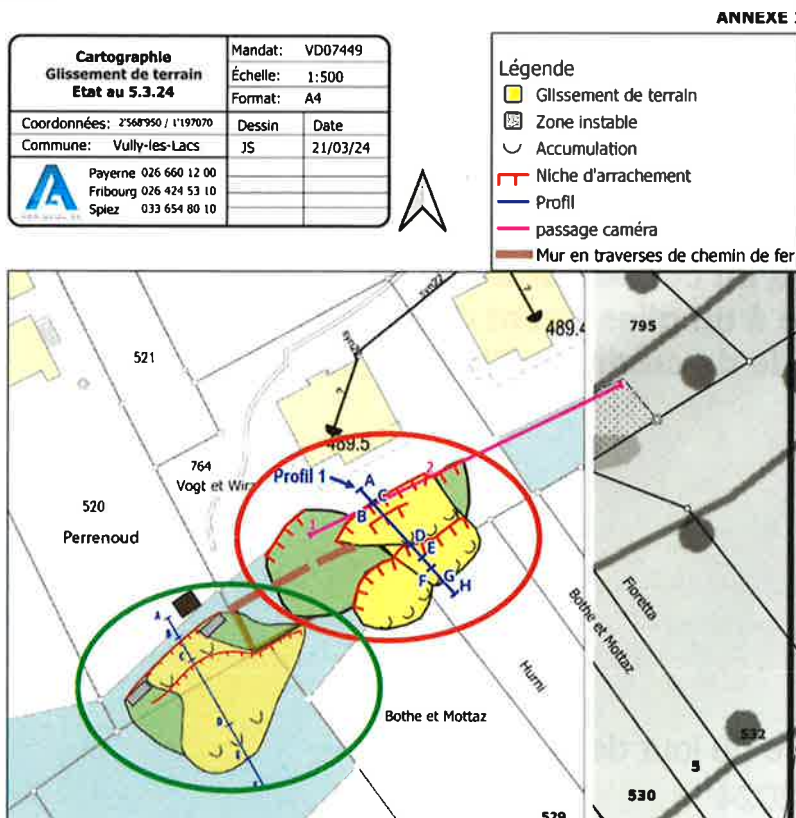 ANNEXE
Cartographie
Glissement de terrain
Etat au 5.3.24
Mandat: VD07449
Échelle: 1:500
Format: A4
Coordonnées: 2'568'950 / 1'197070
Dessin
Date
Commune: Vully-les-Lacs
JS
21/03/24
Payerne 026 660 12 00
Fribourg 026 424 53 10
Spiez 033 654 80 10
Légende
Glissement de terrain
Zone instable
Accumulation
Niche d'arrachement
Profil
passage caméra
Mur en traverses de chemin de fer
521
489.4
795
489.5
764
Vogt et Wirz
Profil 1
A
C
2
B
1
D
E
F
G
H
520
Perrenoud
A
B
C
D
E
F
Bothe et Mottaz
Hurni
Bothe et Mottaz
Fioretta
532
5
530
529